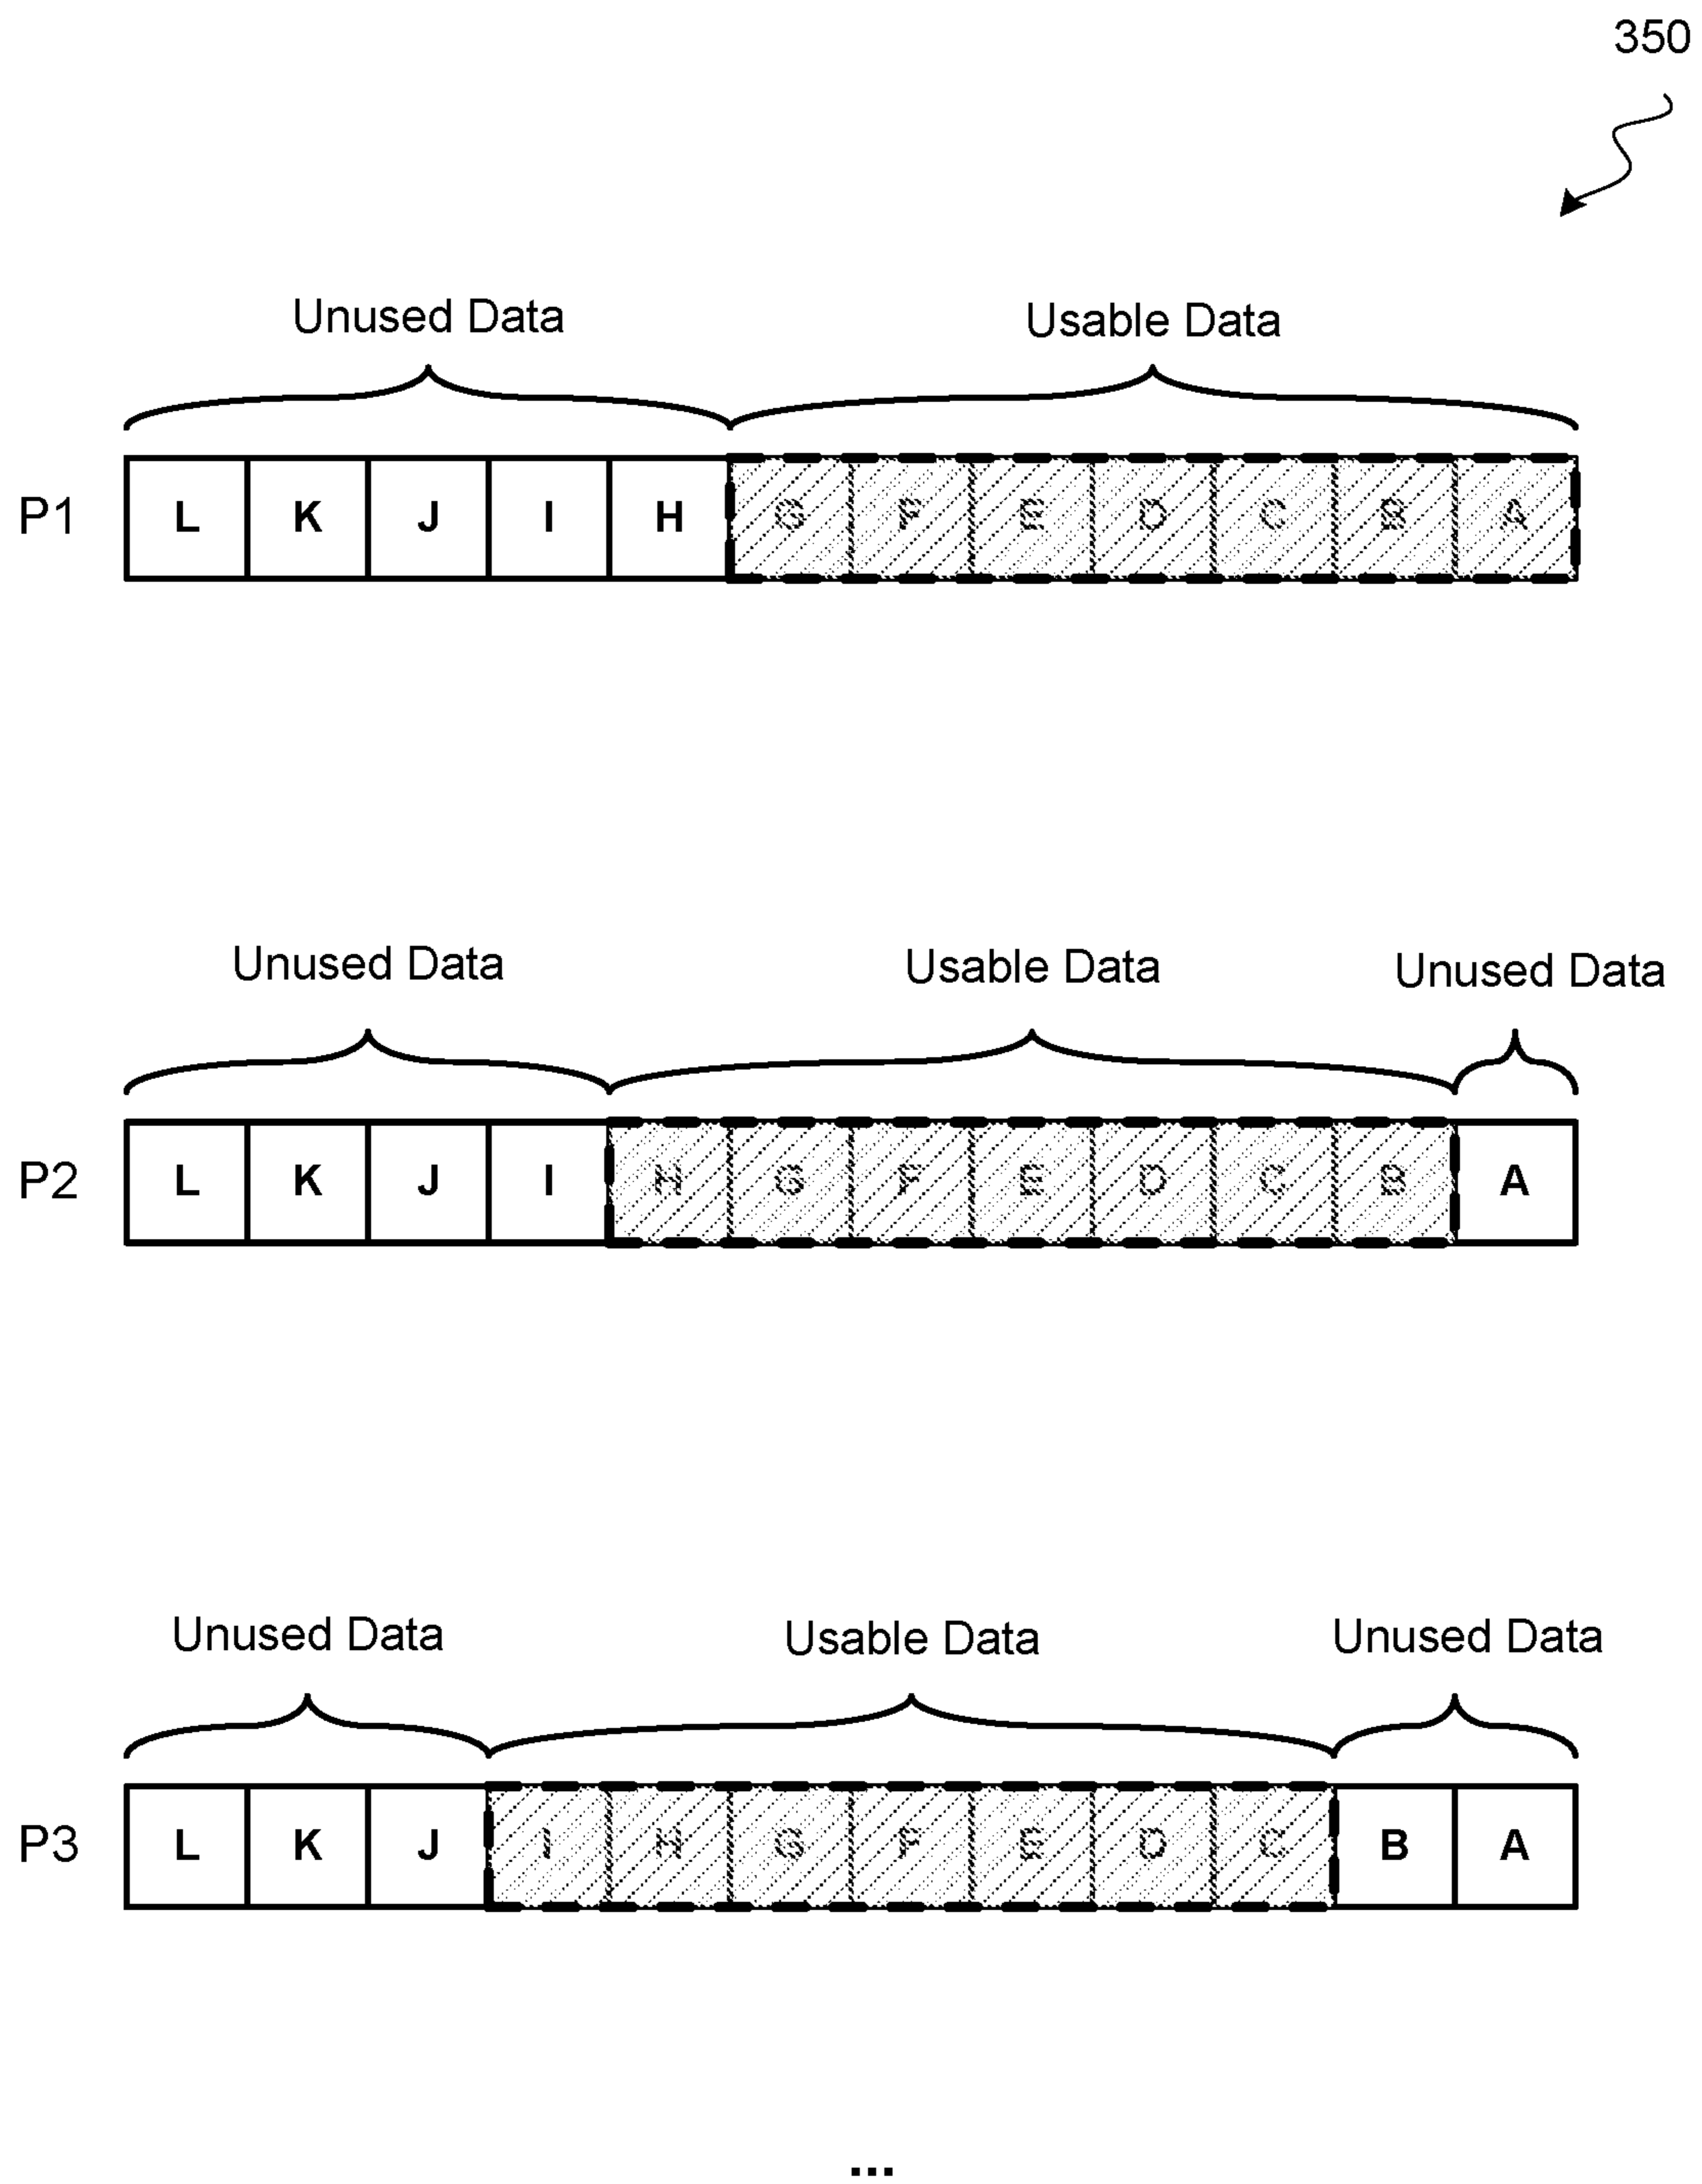 350
Unused Data Usable Data
P1 L K J I H G F E D C B A
Unused Data Usable Data Unused Data
P2 L K J I H G F E D C B A
Unused Data Usable Data Unused Data
P3 L K J I H G F E D C B A
...